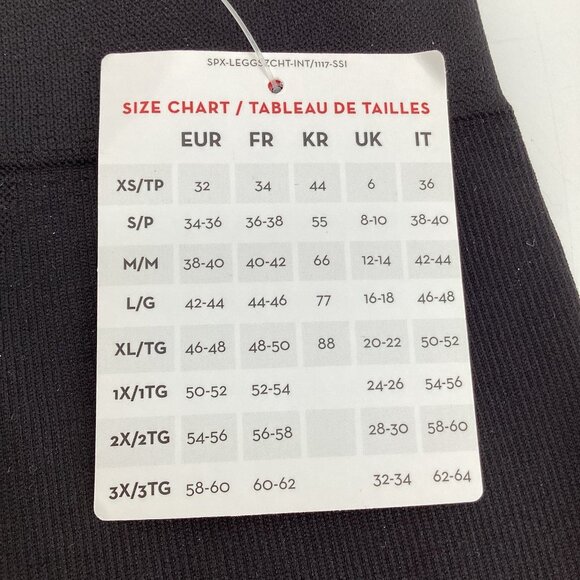 SPX-LEGGSZCHT-INT/1117-SS1
SIZE CHART / TABLEAU DE TAILLES
EUR FR KR UK IT
XS/TP 32 34 44 6 36
S/P 34-36 36-38 55 8-10 38-40
M/M 38-40 40-42 66 12-14 42-44
L/G 42-44 44-46 77 16-18 46-48
XL/TG 46-48 48-50 88 20-22 50-52
1X/1TG 50-52 52-54 24-26 54-56
2X/2TG 54-56 56-58 28-30 58-60
3X/3TG 58-60 60-62 32-34 62-64